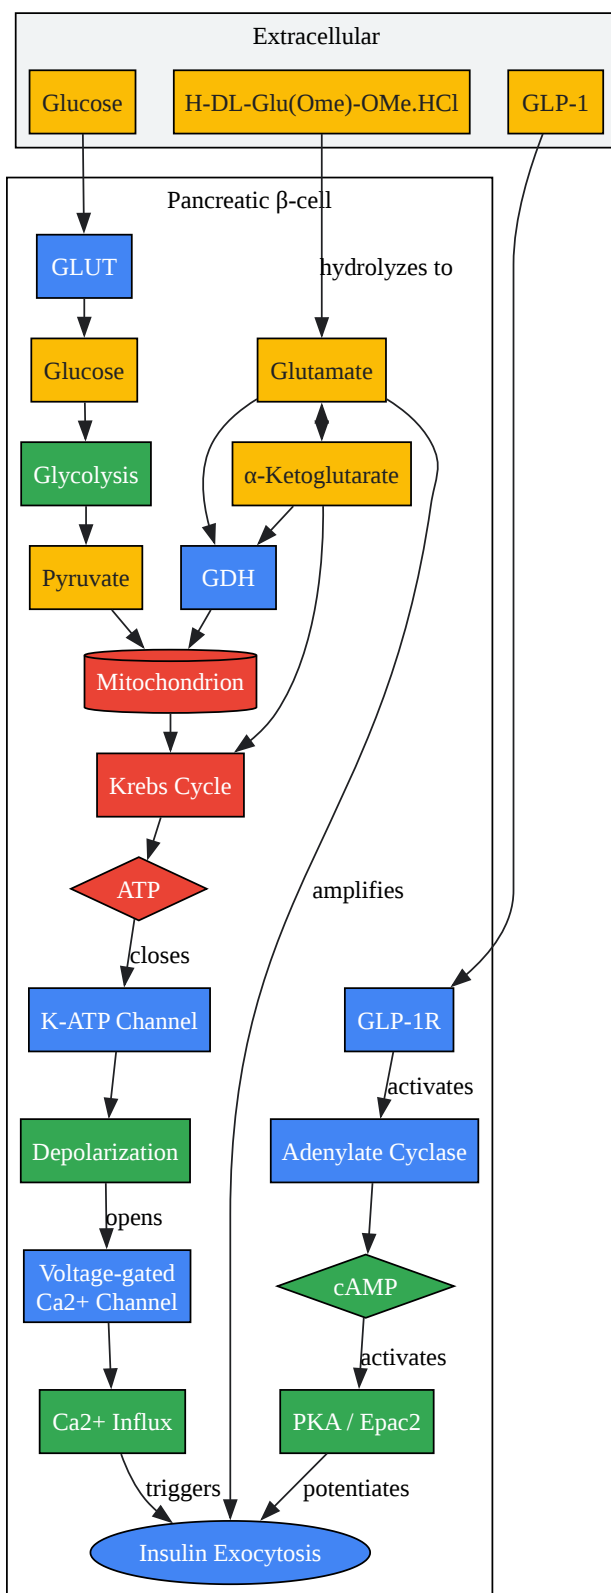 Extracellular
Glucose
H-DL-Glu(Ome)-OMe.HCl
GLP-1
Pancreatic β-cell
GLUT
hydrolyzes to
Glucose
Glutamate
Glycolysis
α-Ketoglutarate
Pyruvate
GDH
Mitochondrion
Krebs Cycle
ATP
amplifies
closes
K-ATP Channel
GLP-1R
activates
Depolarization
Adenylate Cyclase
opens
Voltage-gated
Ca2+ Channel
cAMP
activates
Ca2+ Influx
PKA / Epac2
triggers
potentiates
Insulin Exocytosis